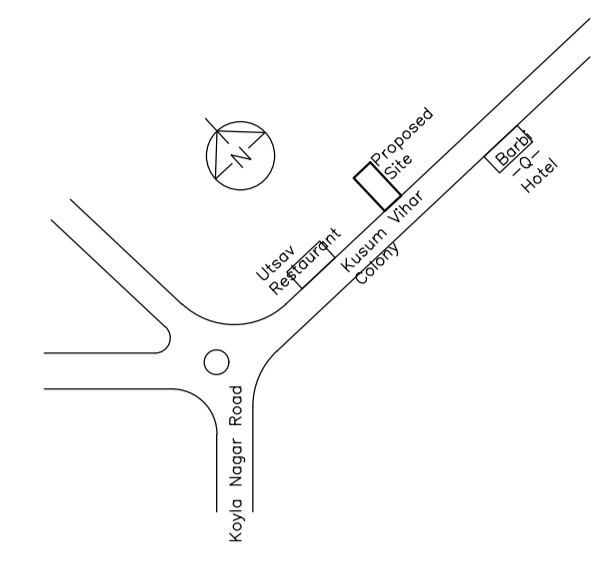 N
Proposed
Site
Utsav
Restaurant
Kusum Vihar
Colony
Barbi
-Q-
Hotel
Koyla Nagar Road